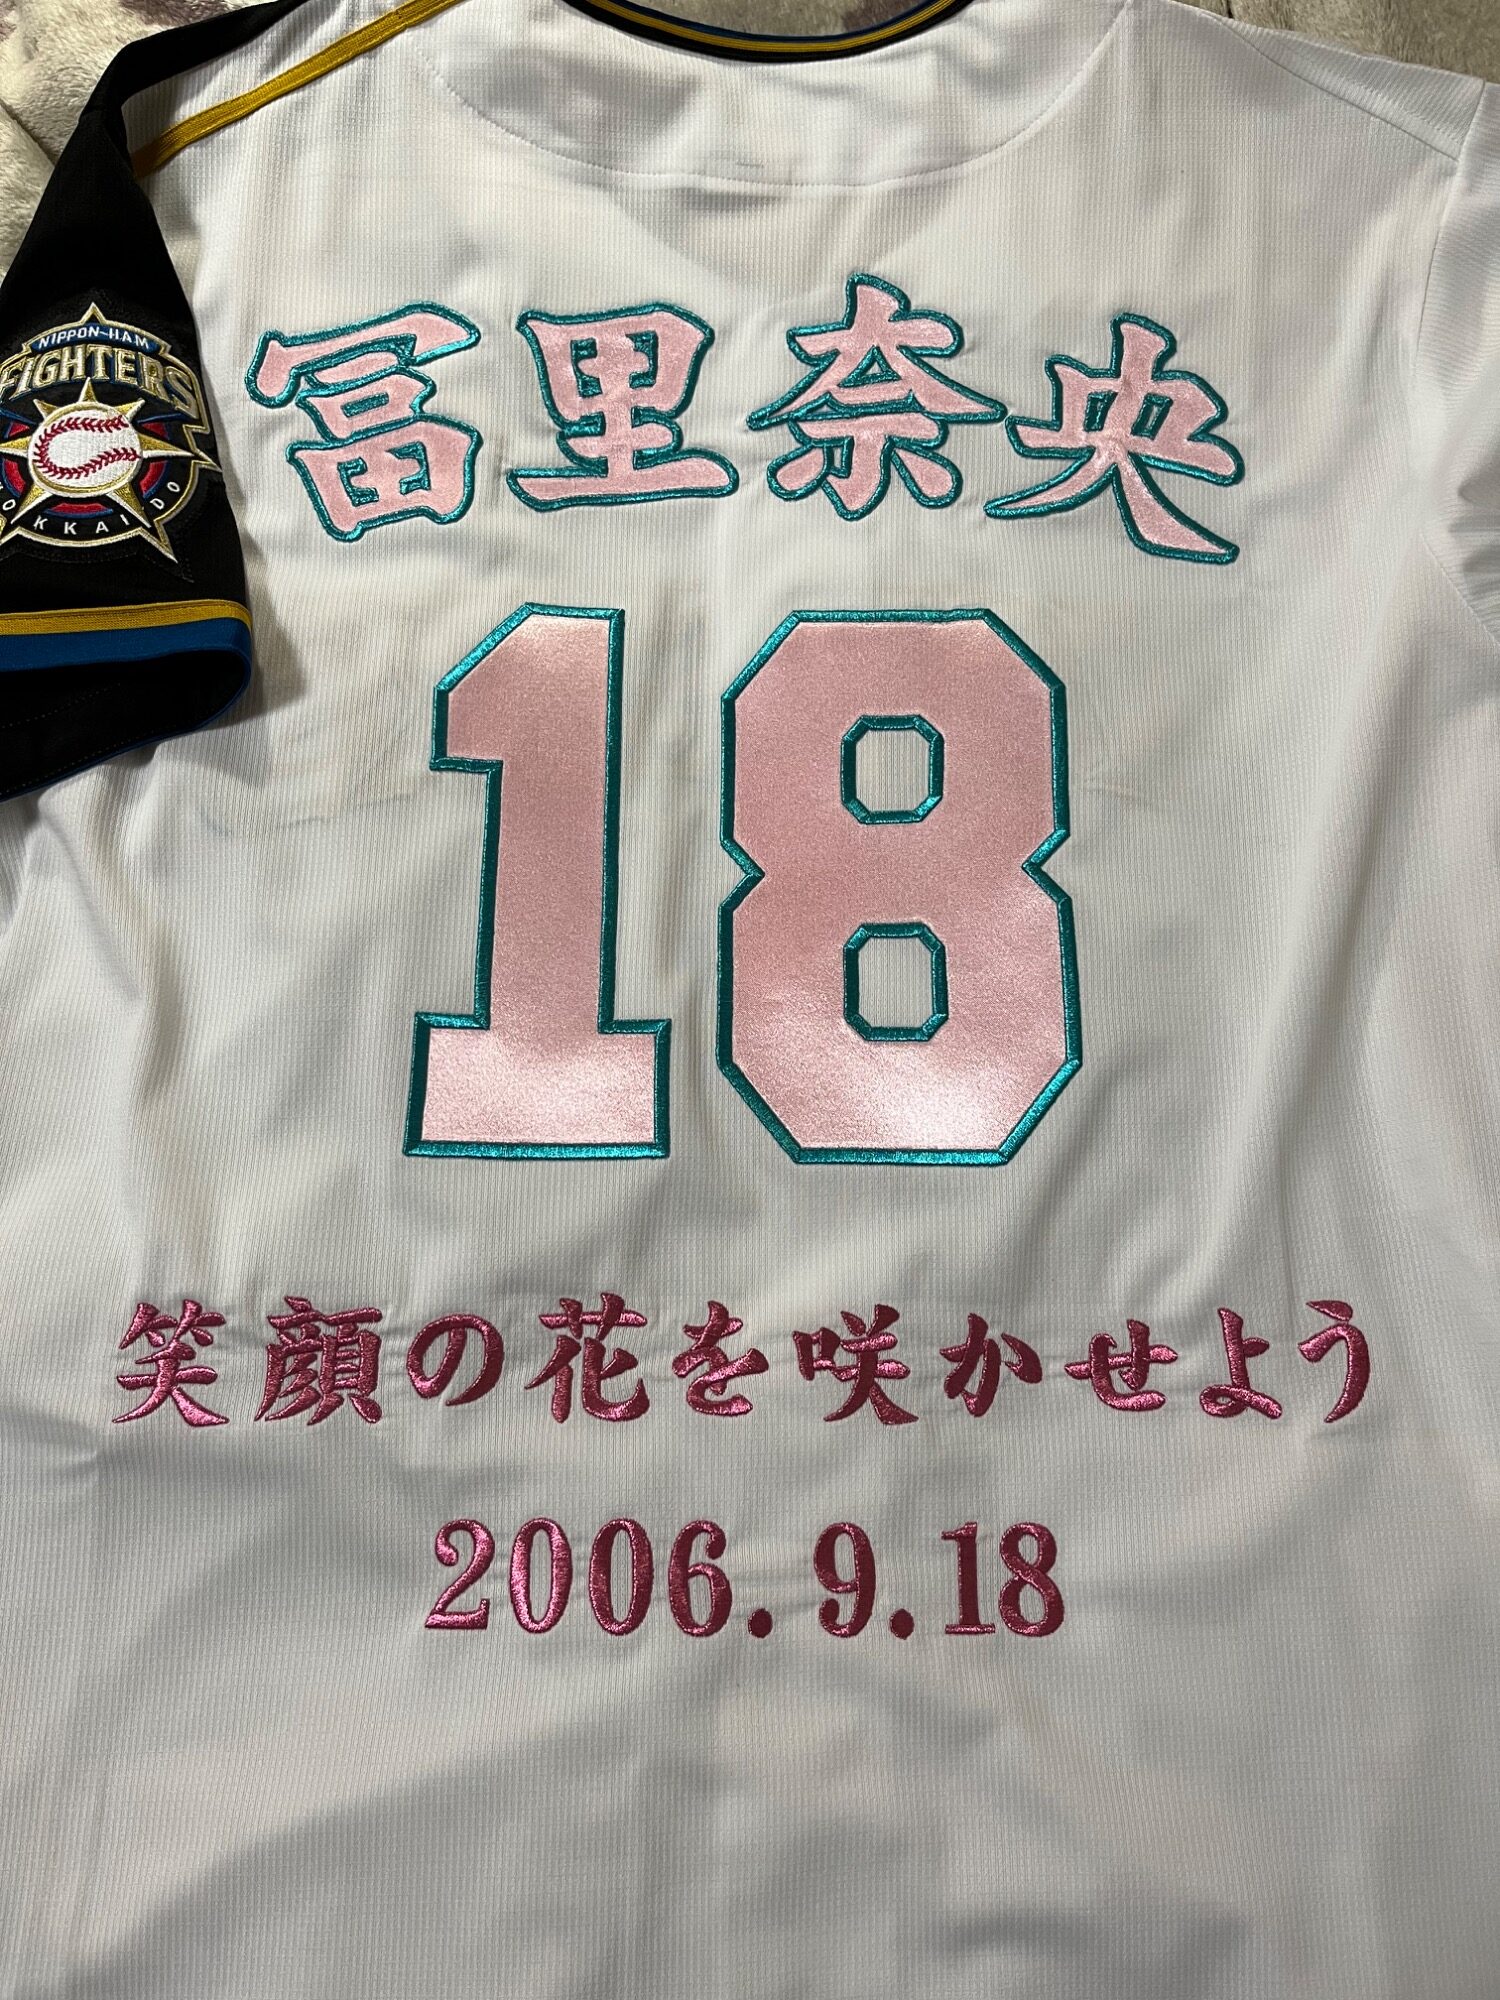 NIPPON-HAM
FIGHTERS
HOKKAIDO
冨里奈央
18
笑顔の花を咲かせよう
2006.9.18